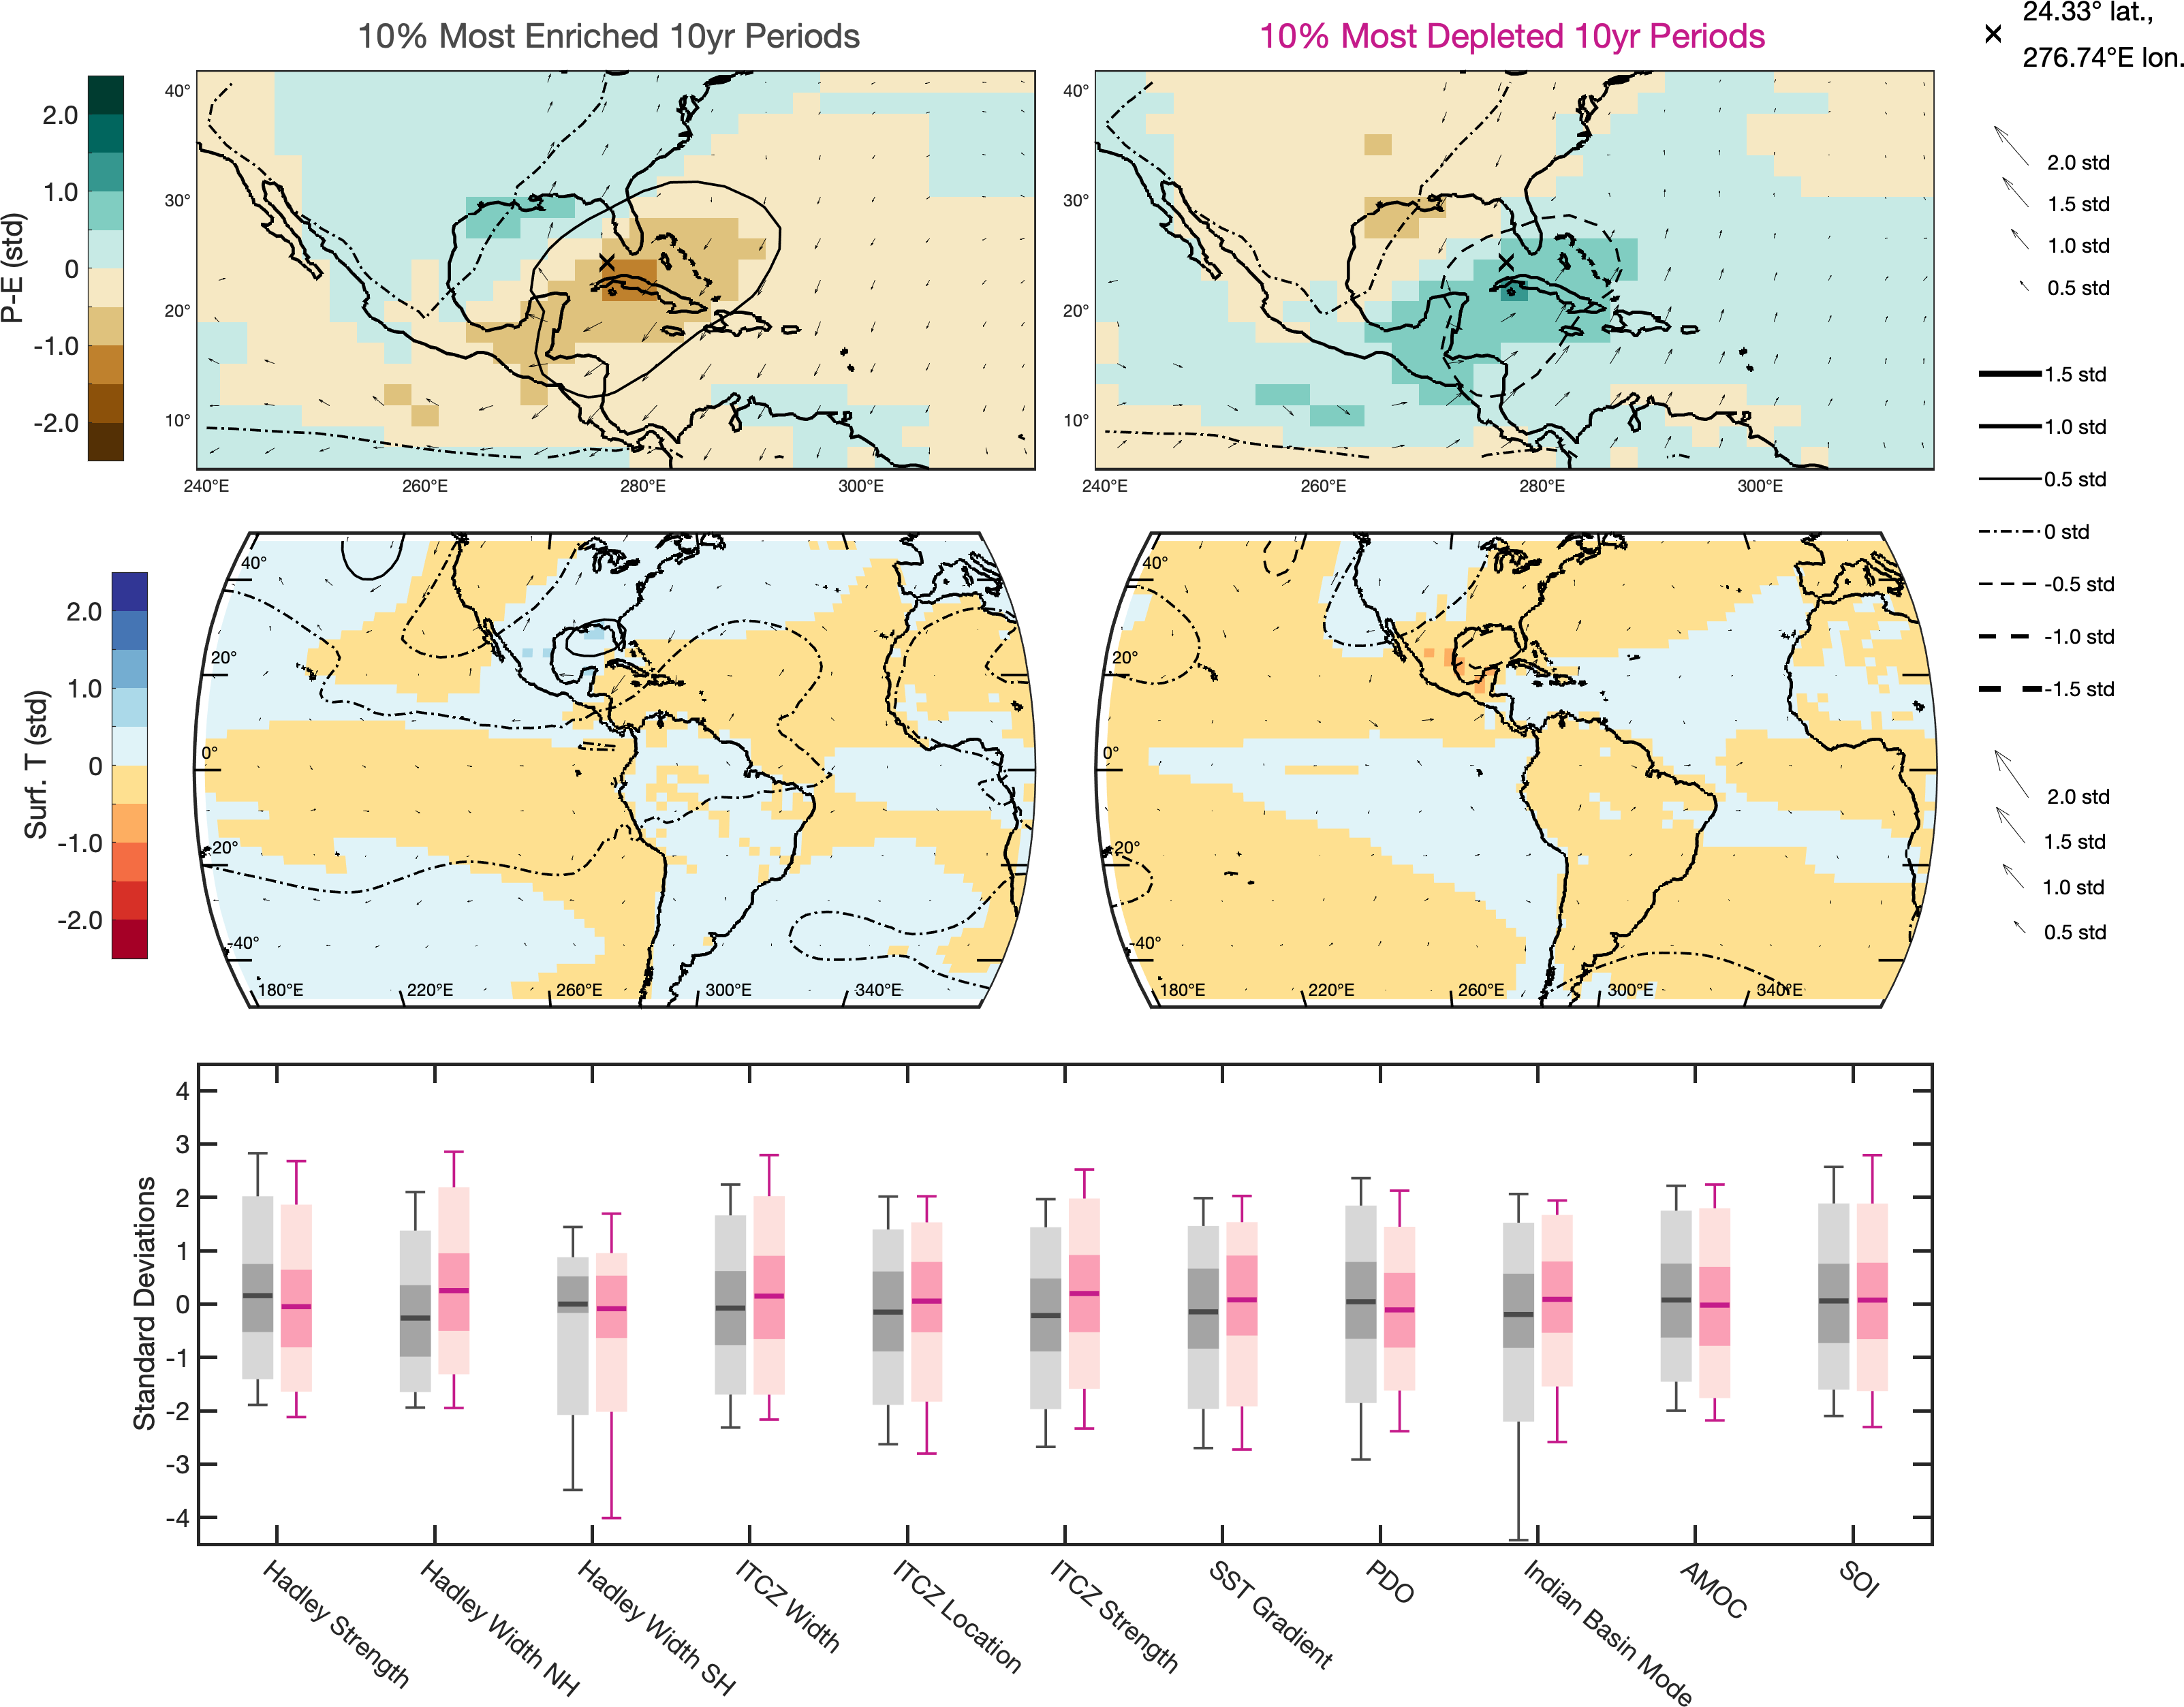 10% Most Enriched 10yr Periods
10% Most Depleted 10yr Periods
24.33° lat.,
276.74°E lon.
P-E (std)
2.0
1.0
0
-1.0
-2.0
40°
30°
20°
10°
240°E
260°E
280°E
300°E
40°
30°
20°
10°
240°E
260°E
280°E
300°E
2.0 std
1.5 std
1.0 std
0.5 std
1.5 std
1.0 std
0.5 std
0 std
-0.5 std
-1.0 std
-1.5 std
Surf. T (std)
2.0
1.0
0
-1.0
-2.0
40°
20°
0°
-20°
-40°
180°E
220°E
260°E
300°E
340°E
40°
20°
0°
-20°
-40°
180°E
220°E
260°E
300°E
340°E
2.0 std
1.5 std
1.0 std
0.5 std
Standard Deviations
4
3
2
1
0
-1
-2
-3
-4
Hadley Strength
Hadley Width NH
Hadley Width SH
ITCZ Width
ITCZ Location
ITCZ Strength
SST Gradient
PDO
Indian Basin Mode
AMOC
SOI